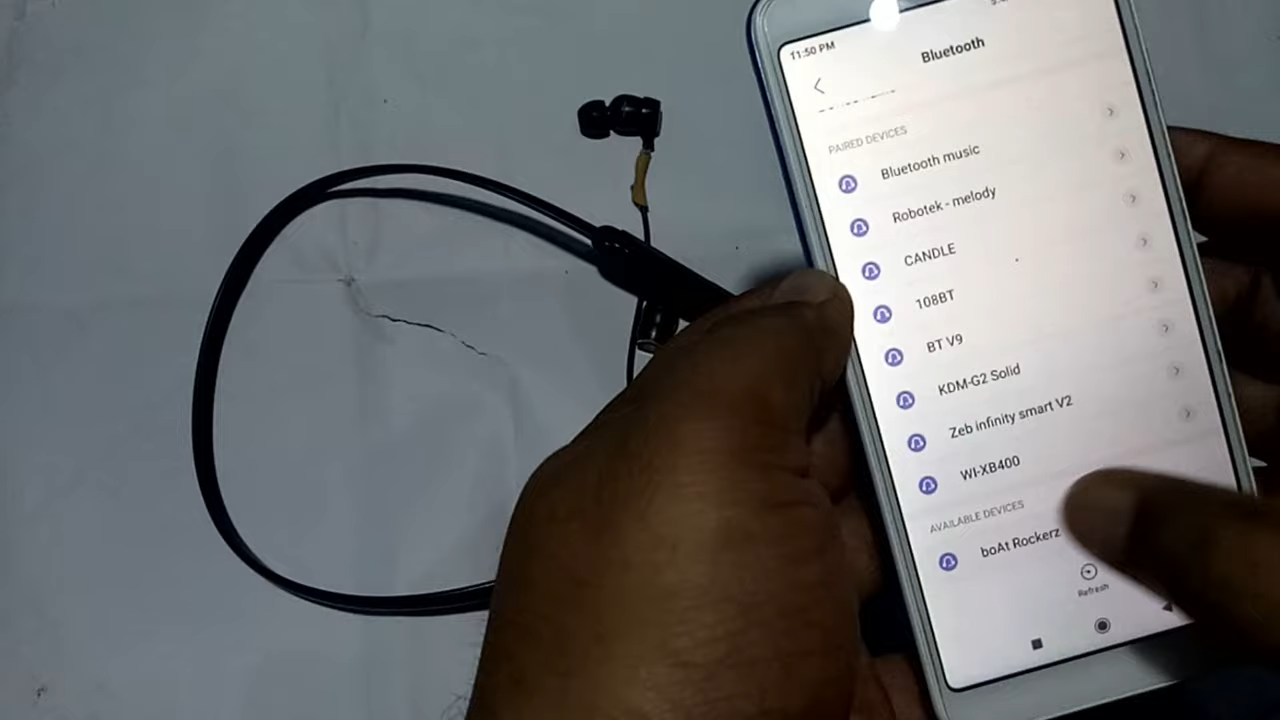 11:50 PM
Bluetooth
PAIRED DEVICES
Bluetooth music
Robotek - melody
CANDLE
108BT
BT V9
KDM-G2 Solid
Zeb infinity smart V2
WI-XB400
AVAILABLE DEVICES
boAt Rockerz
Refresh